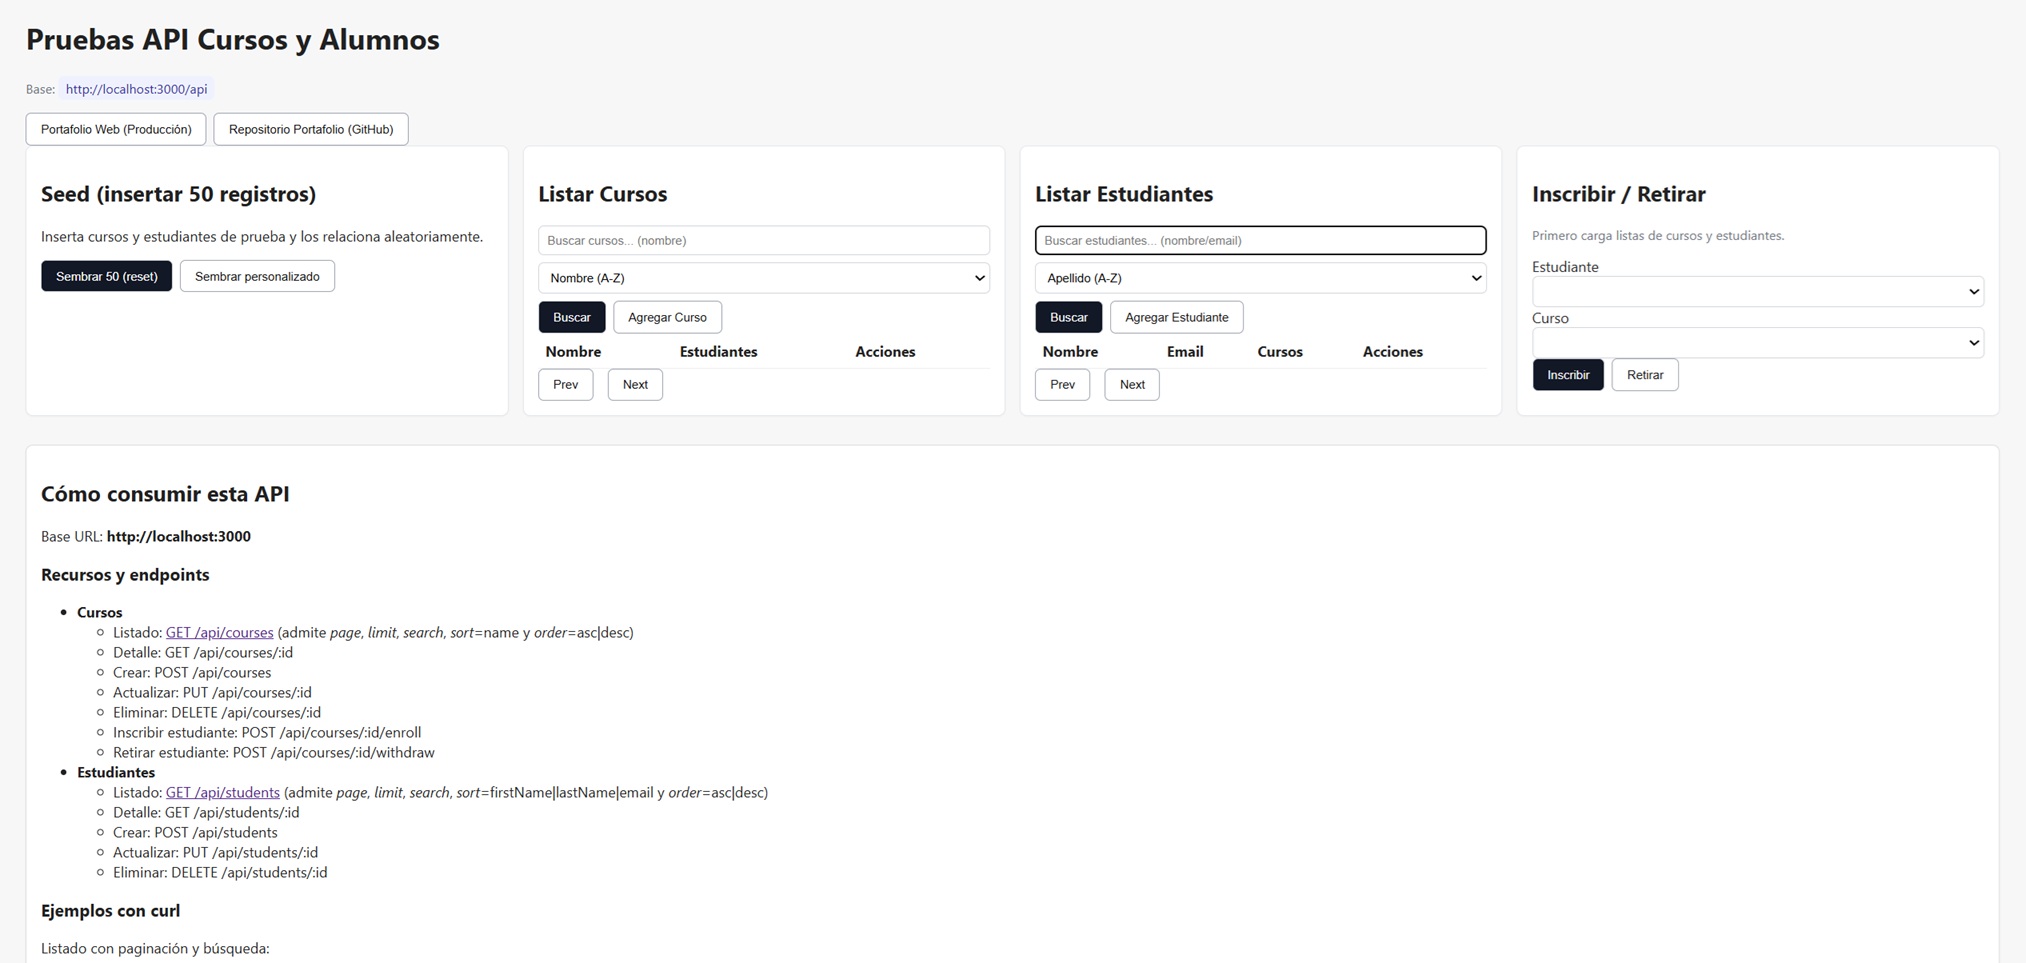 Pruebas API Cursos y Alumnos
Base: http://localhost:3000/api
Portafolio Web (Producción)
Repositorio Portafolio (GitHub)
Seed (insertar 50 registros)
Inserta cursos y estudiantes de prueba y los relaciona aleatoriamente.
Sembrar 50 (reset)
Sembrar personalizado
Listar Cursos
Buscar cursos... (nombre)
Nombre (A-Z)
Buscar
Agregar Curso
Nombre Estudiantes Acciones
Prev
Next
Listar Estudiantes
Buscar estudiantes... (nombre/email)
Apellido (A-Z)
Buscar
Agregar Estudiante
Nombre Email Cursos Acciones
Prev
Next
Inscribir / Retirar
Primero carga listas de cursos y estudiantes.
Estudiante
Curso
Inscribir
Retirar
Cómo consumir esta API
Base URL: http://localhost:3000
Recursos y endpoints
Cursos
Listado: GET /api/courses (admite page, limit, search, sort=name y order=asc|desc)
Detalle: GET /api/courses/:id
Crear: POST /api/courses
Actualizar: PUT /api/courses/:id
Eliminar: DELETE /api/courses/:id
Inscribir estudiante: POST /api/courses/:id/enroll
Retirar estudiante: POST /api/courses/:id/withdraw
Estudiantes
Listado: GET /api/students (admite page, limit, search, sort=firstName|lastName|email y order=asc|desc)
Detalle: GET /api/students/:id
Crear: POST /api/students
Actualizar: PUT /api/students/:id
Eliminar: DELETE /api/students/:id
Ejemplos con curl
Listado con paginación y búsqueda: